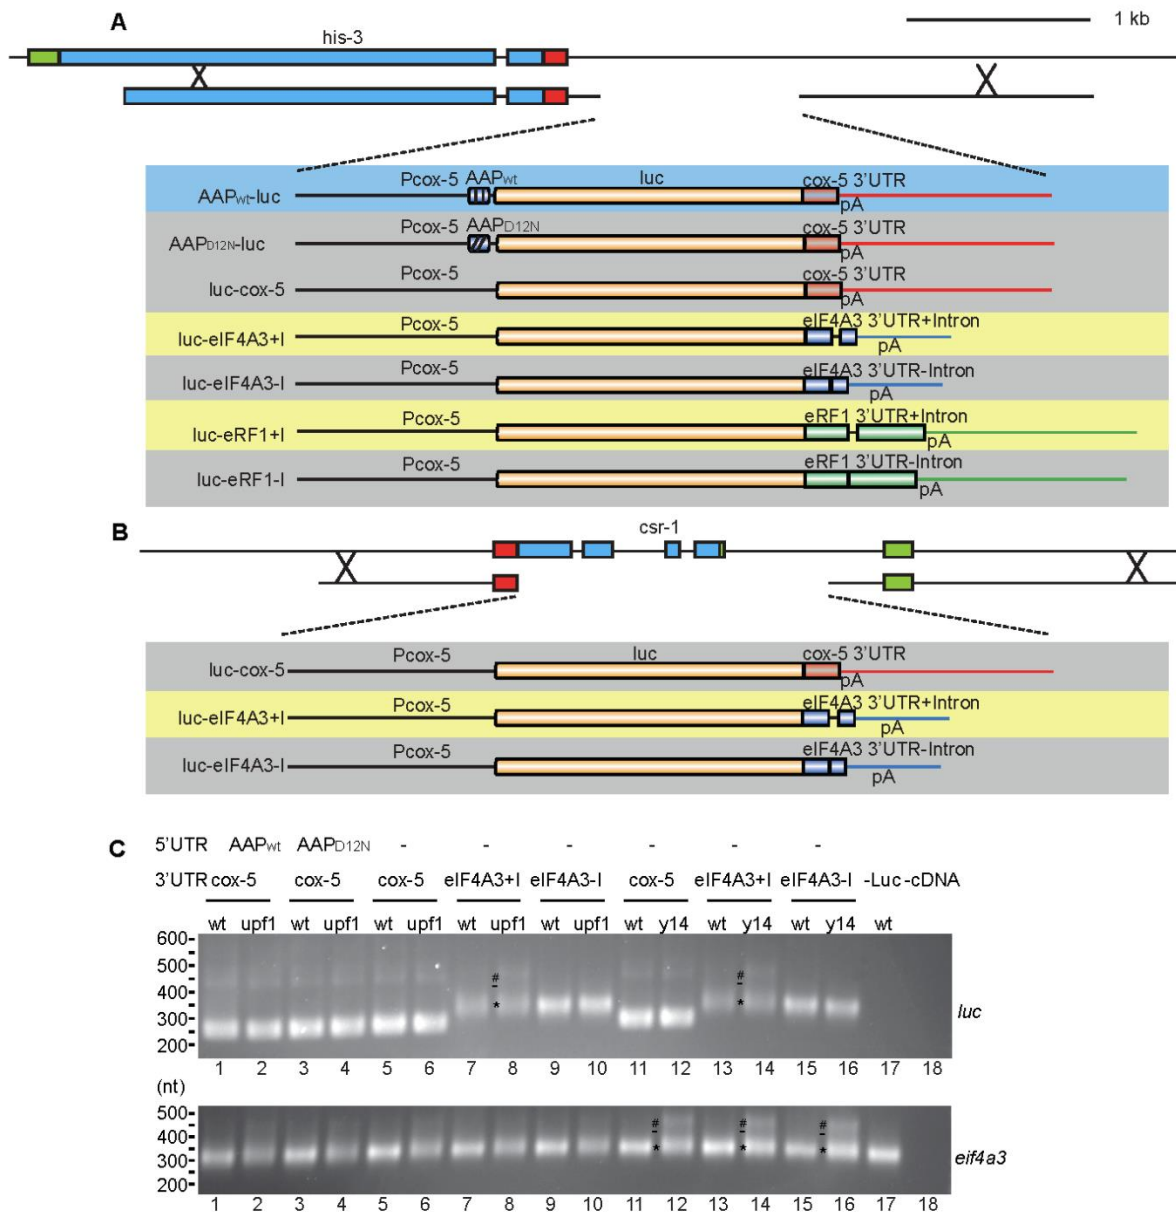 A
1 kb
his-3
Pcox-5 AAPwt luc cox-5 3'UTR
AAPwt-luc
pA
Pcox-5 AAPD12N cox-5 3'UTR
AAPD12N-luc
pA
Pcox-5 cox-5 3'UTR
luc-cox-5
pA
Pcox-5 eIF4A3 3'UTR+Intron
luc-eIF4A3+I
pA
Pcox-5 eIF4A3 3'UTR-Intron
luc-eIF4A3-I
pA
Pcox-5 eRF1 3'UTR+Intron
luc-eRF1+I
pA
Pcox-5 eRF1 3'UTR-Intron
luc-eRF1-I
pA
B
csr-1
Pcox-5 luc cox-5 3'UTR
luc-cox-5
pA
Pcox-5 eIF4A3 3'UTR+Intron
luc-eIF4A3+I
pA
Pcox-5 eIF4A3 3'UTR-Intron
luc-eIF4A3-I
pA
C
5'UTR AAPwt AAPD12N - - - - - -
3'UTR cox-5 cox-5 cox-5 eIF4A3+I eIF4A3-I cox-5 eIF4A3+I eIF4A3-I -Luc -cDNA
wt upf1 wt upf1 wt upf1 wt upf1 wt upf1 wt y14 wt y14 wt y14 wt
600-
500-
400-
300-
200-
# * # *
luc
1 2 3 4 5 6 7 8 9 10 11 12 13 14 15 16 17 18
(nt)
500-
400-
300-
200-
# * # * # *
eif4a3
1 2 3 4 5 6 7 8 9 10 11 12 13 14 15 16 17 18